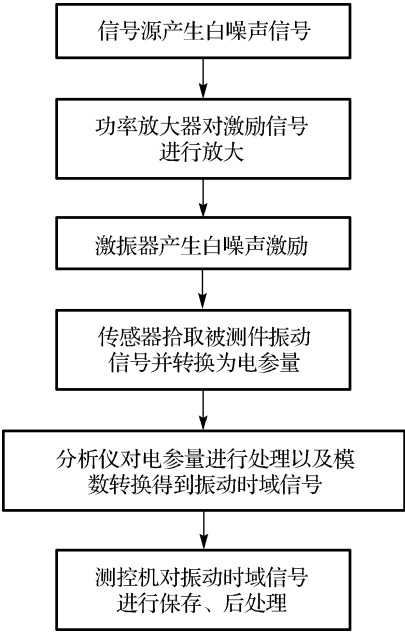 信号源产生白噪声信号
功率放大器对激励信号
进行放大
激振器产生白噪声激励
传感器拾取被测件振动
信号并转换为电参量
分析仪对电参量进行处理以及模
数转换得到振动时域信号
测控机对振动时域信号
进行保存、后处理